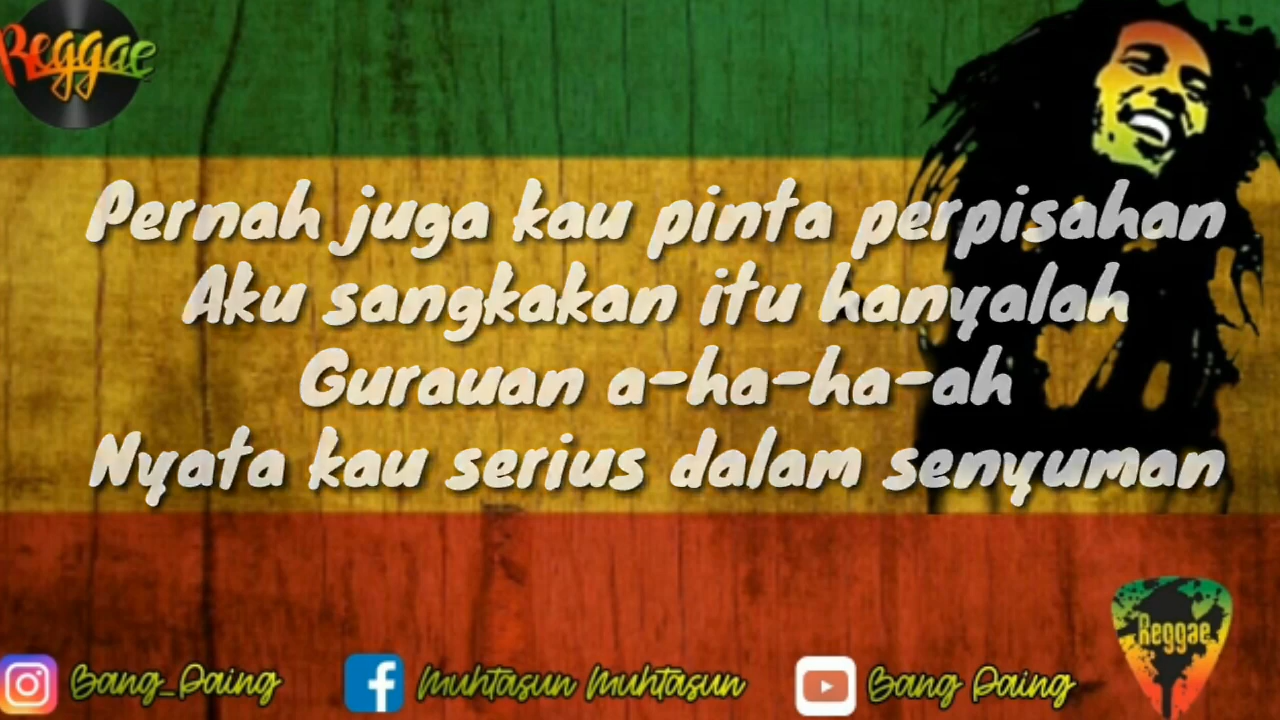 Reggae
Pernah juga kau pinta perpisahan
Aku sangkakan itu hanyalah
Gurauan a-ha-ha-ah
Nyata kau serius dalam senyuman
Reggae
Bang_Paing
Muhtasun Muhtasun
Bang Paing